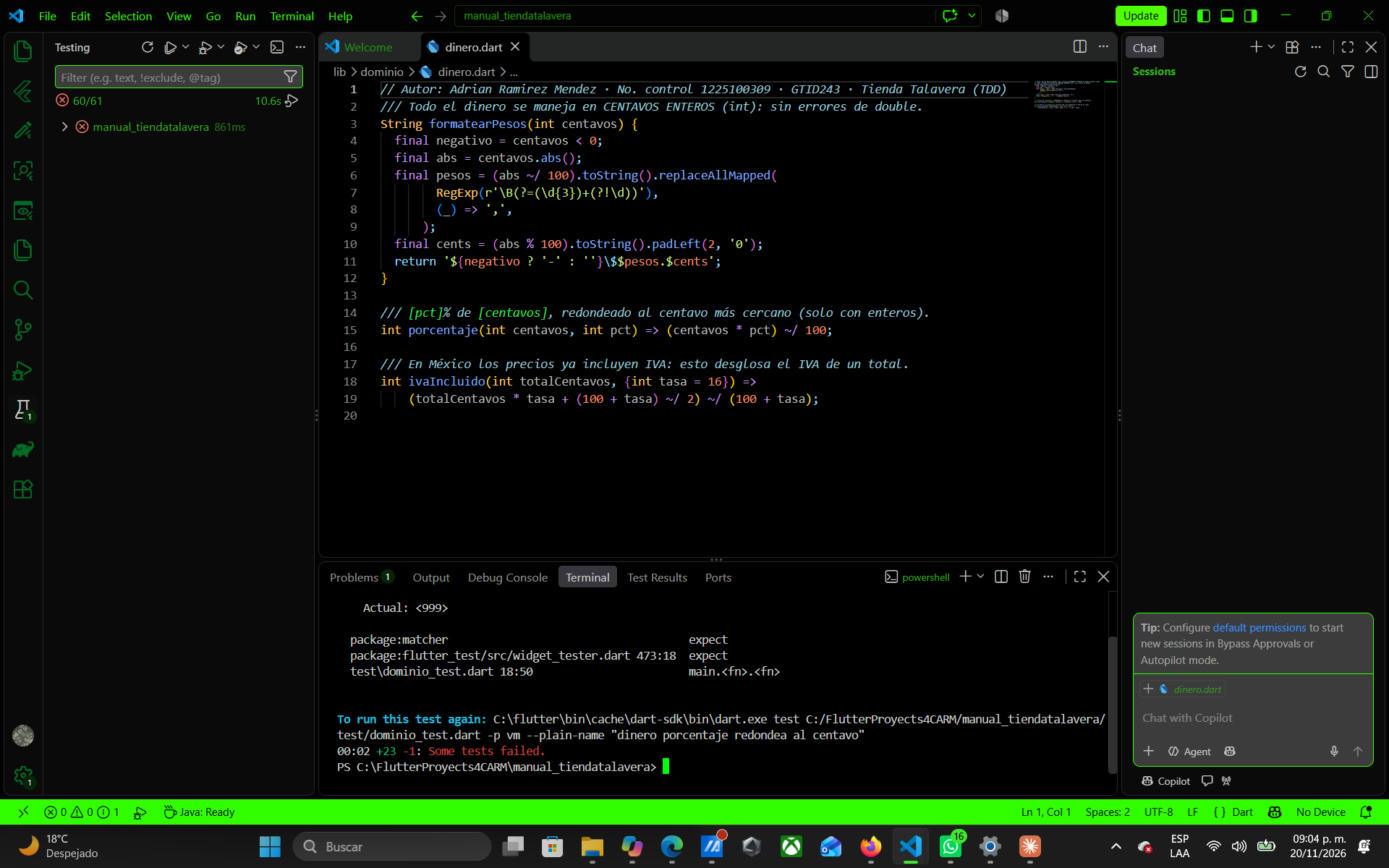 File Edit Selection View Go Run Terminal Help
manual_tiendatalavera
Update
Testing
Filter (e.g. text, !exclude, @tag)
60/61
10.6s
manual_tiendatalavera 861ms
1
Welcome
dinero.dart
lib > dominio > dinero.dart > ...
1 // Autor: Adrian Ramirez Mendez · No. control 1225100309 · GTID243 · Tienda Talavera (TDD)
2 /// Todo el dinero se maneja en CENTAVOS ENTEROS (int): sin errores de double.
3 String formatearPesos(int centavos) {
4 final negativo = centavos < 0;
5 final abs = centavos.abs();
6 final pesos = (abs ~/ 100).toString().replaceAllMapped(
7 RegExp(r'\B(?=(\d{3})+(?!\d))'),
8 (_) => ',',
9 );
10 final cents = (abs % 100).toString().padLeft(2, '0');
11 return '${negativo ? '-' : ''}\$$pesos.$cents';
12 }
13
14 /// [pct]% de [centavos], redondeado al centavo más cercano (solo con enteros).
15 int porcentaje(int centavos, int pct) => (centavos * pct) ~/ 100;
16
17 /// En México los precios ya incluyen IVA: esto desglosa el IVA de un total.
18 int ivaIncluido(int totalCentavos, {int tasa = 16}) =>
19 (totalCentavos * tasa + (100 + tasa) ~/ 2) ~/ (100 + tasa);
20
Problems 1 Output Debug Console Terminal Test Results Ports
powershell
Actual: <999>
package:matcher expect
package:flutter_test/src/widget_tester.dart 473:18 expect
test\dominio_test.dart 18:50 main.<fn>.<fn>
To run this test again: C:\flutter\bin\cache\dart-sdk\bin\dart.exe test C:/FlutterProyects4CARM/manual_tiendatalavera/
test/dominio_test.dart -p vm --plain-name "dinero porcentaje redondea al centavo"
00:02 +23 -1: Some tests failed.
PS C:\FlutterProyects4CARM\manual_tiendatalavera>
Chat
Sessions
Tip: Configure default permissions to start
new sessions in Bypass Approvals or
Autopilot mode.
dinero.dart
Chat with Copilot
Agent
Copilot
1
0 0 1
Java: Ready
Ln 1, Col 1 Spaces: 2 UTF-8 LF { } Dart No Device
18°C
Despejado
Buscar
16
ESP
LAA
09:04 p. m.
20/11/2026